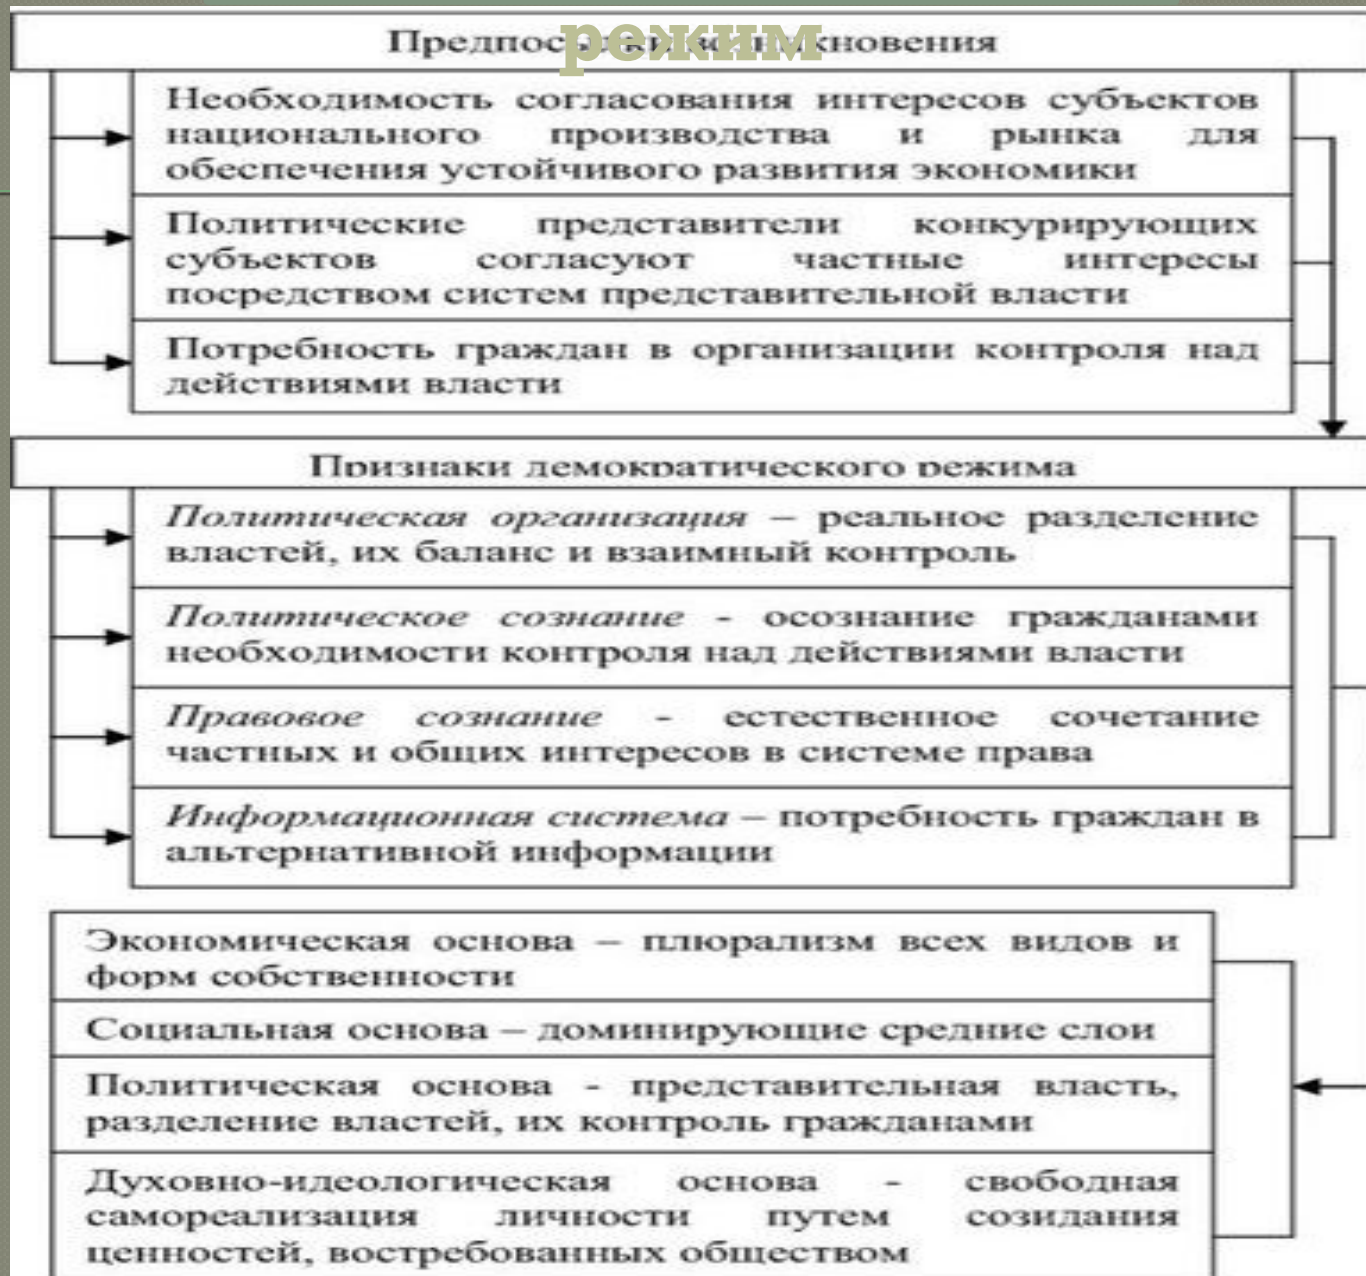 режим
Предпосылки возникновения
Необходимость согласования интересов субъектов
национального производства и рынка для
обеспечения устойчивого развития экономики
Политические представители конкурирующих
субъектов согласуют частные интересы
посредством систем представительной власти
Потребность граждан в организации контроля над
действиями власти
Признаки демократического режима
Политическая организация – реальное разделение
властей, их баланс и взаимный контроль
Политическое сознание - осознание гражданами
необходимости контроля над действиями власти
Правовое сознание - естественное сочетание
частных и общих интересов в системе права
Информационная система – потребность граждан в
альтернативной информации
Экономическая основа – плюрализм всех видов и
форм собственности
Социальная основа – доминирующие средние слои
Политическая основа - представительная власть,
разделение властей, их контроль гражданами
Духовно-идеологическая основа - свободная
самореализация личности путем созидания
ценностей, востребованных обществом